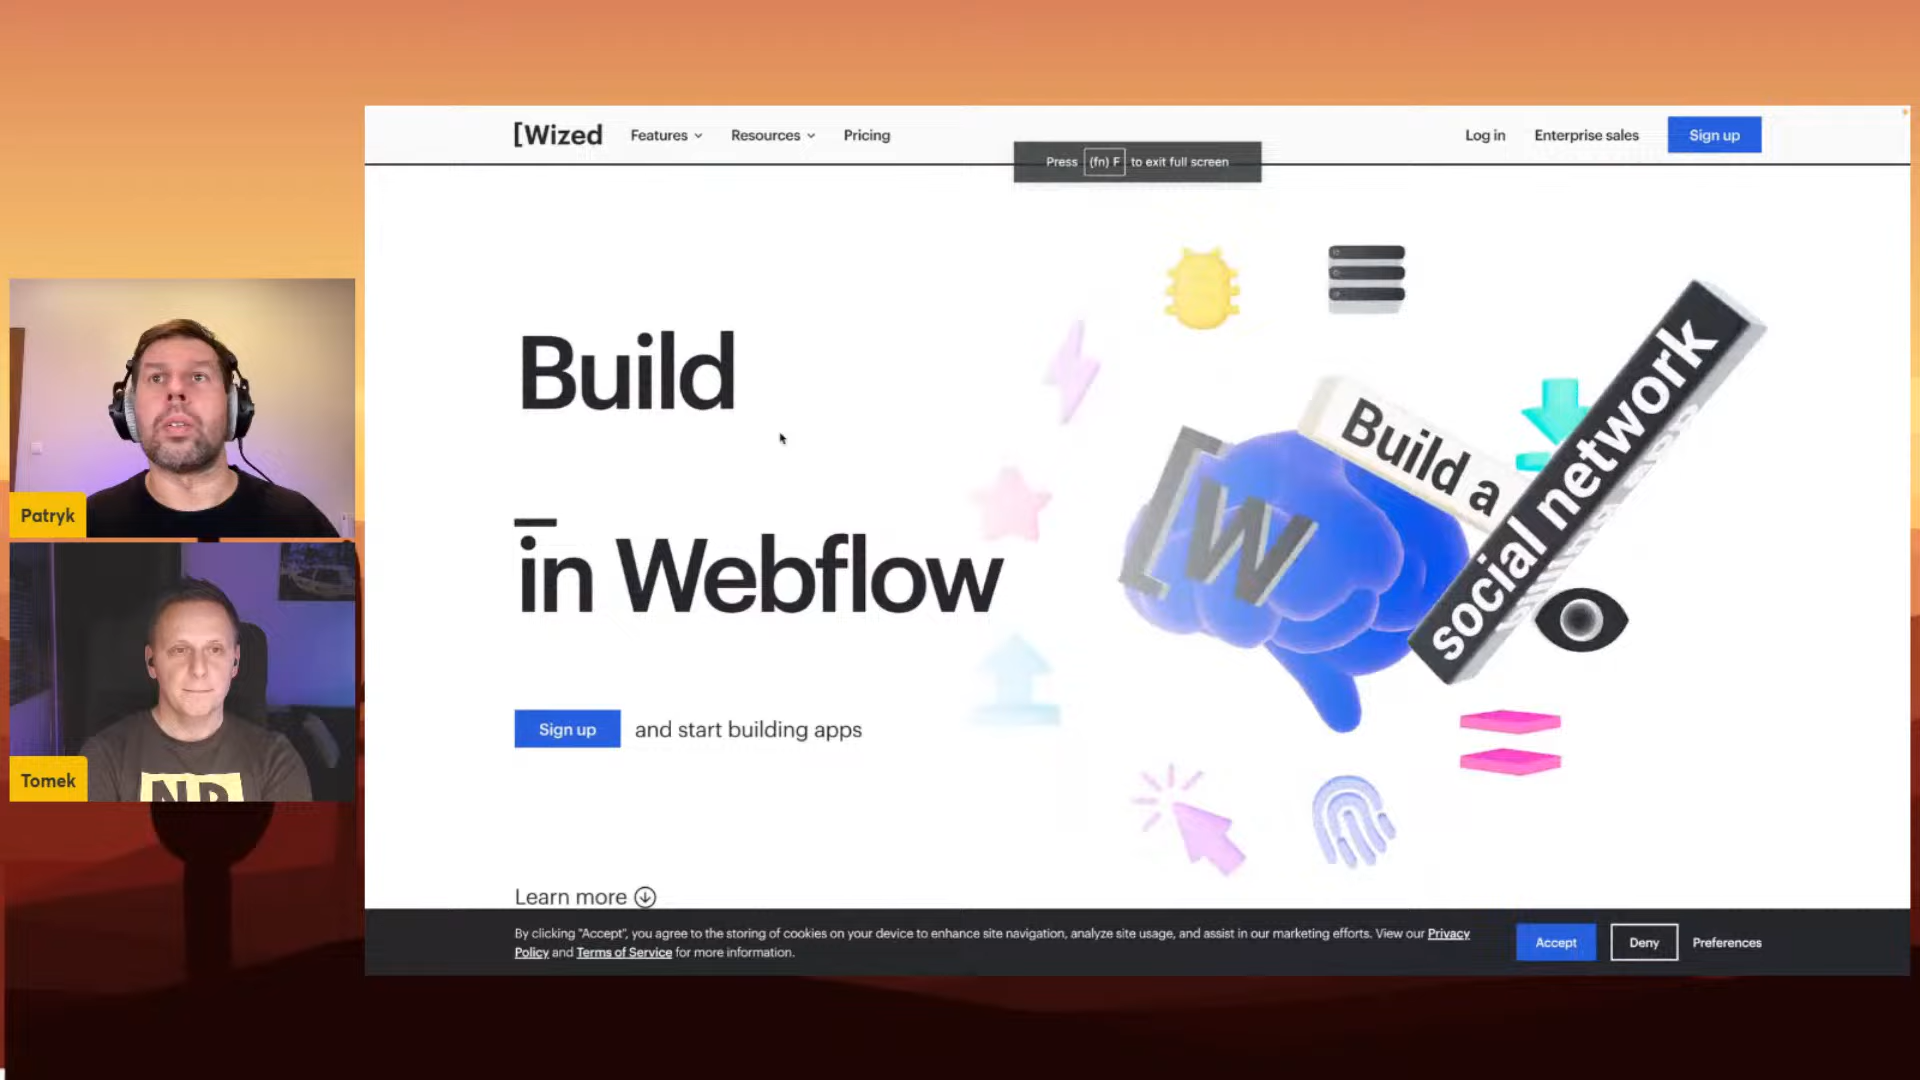 [Wized
Features
Resources
Pricing
Log in
Enterprise sales
Sign up
Press (fn) F to exit full screen
Build
in Webflow
Sign up
and start building apps
Learn more
[W
Build a
social network
Patryk
Tomek
By clicking "Accept", you agree to the storing of cookies on your device to enhance site navigation, analyze site usage, and assist in our marketing efforts. View our Privacy
Policy and Terms of Service for more information.
Accept
Deny
Preferences